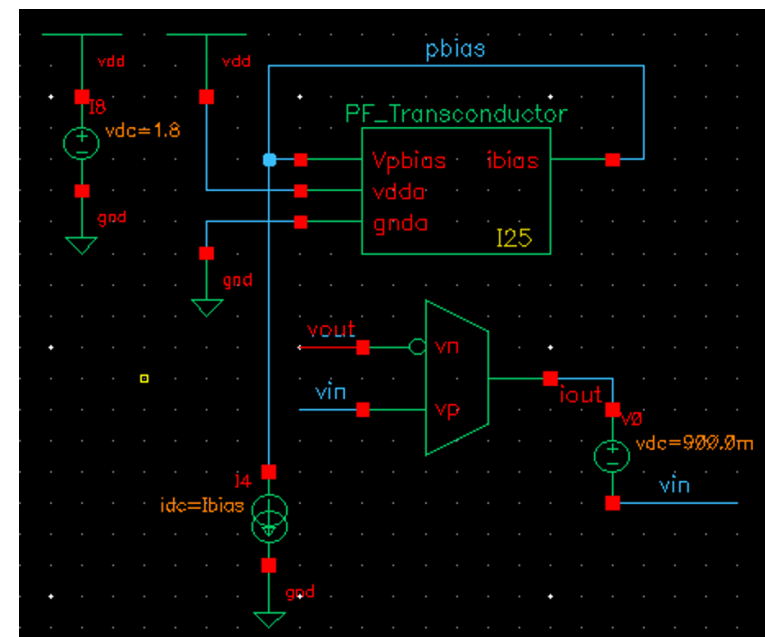 pbias
vdd
vdd
PF_Transconductor
I8
vdc=1.8
Vpbias
ibias
vdda
gnda
I25
gnd
gnd
vout
vn
vin
vp
iout
V0
vdc=900.0m
vin
i4
idc=Ibias
gnd